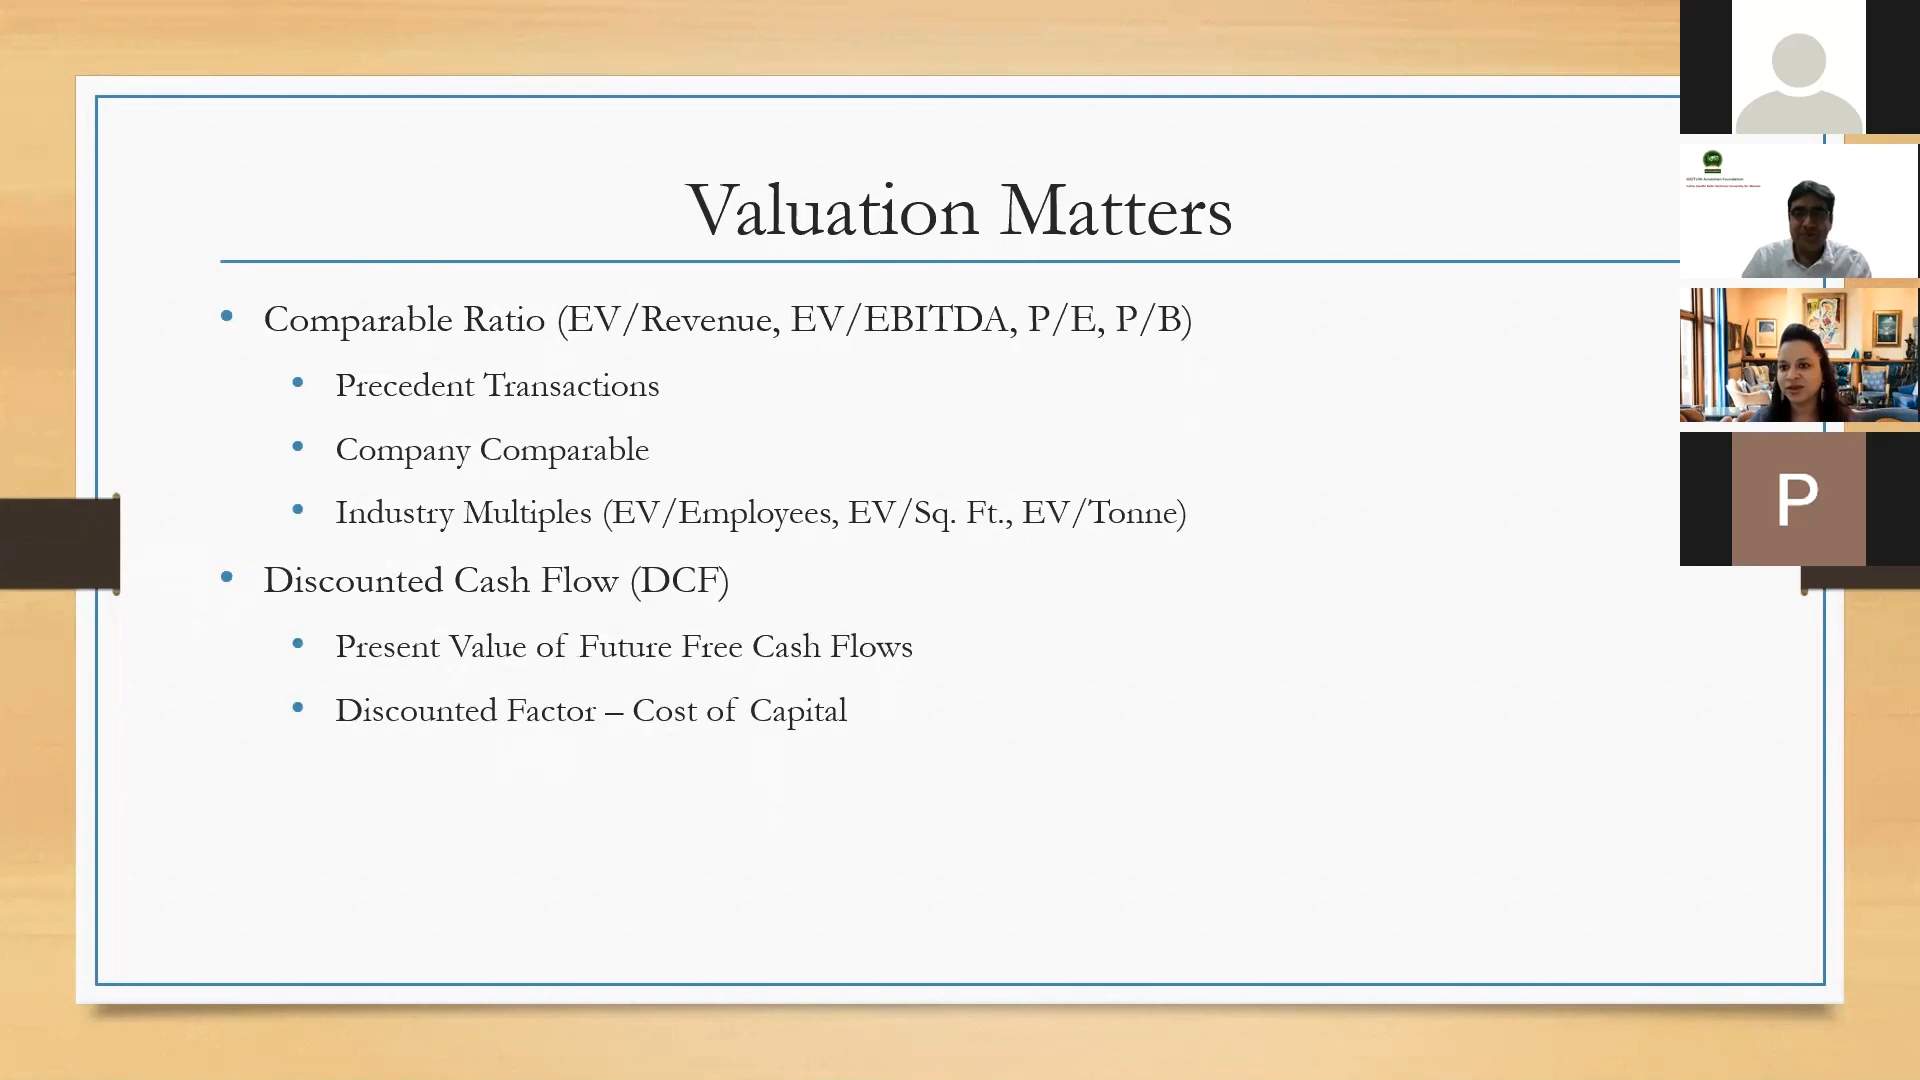 Valuation Matters
Comparable Ratio (EV/Revenue, EV/EBITDA, P/E, P/B)
Precedent Transactions
Company Comparable
Industry Multiples (EV/Employees, EV/Sq. Ft., EV/Tonne)
Discounted Cash Flow (DCF)
Present Value of Future Free Cash Flows
Discounted Factor – Cost of Capital
P